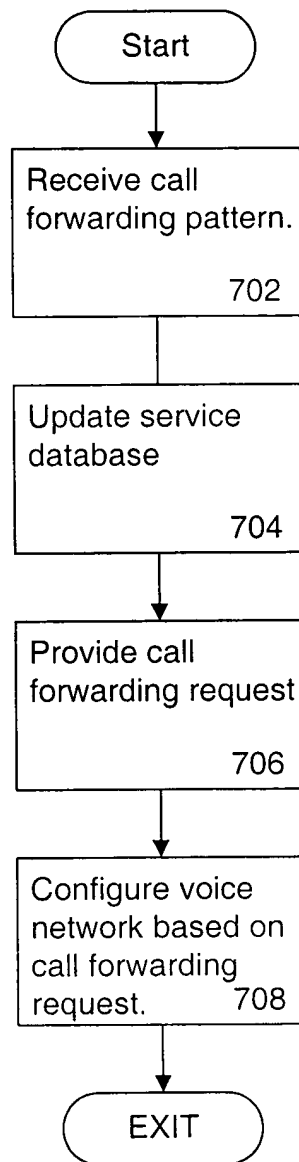 Start
Receive call
forwarding pattern.
702
Update service
database
704
Provide call
forwarding request
706
Configure voice
network based on
call forwarding
request. 708
EXIT